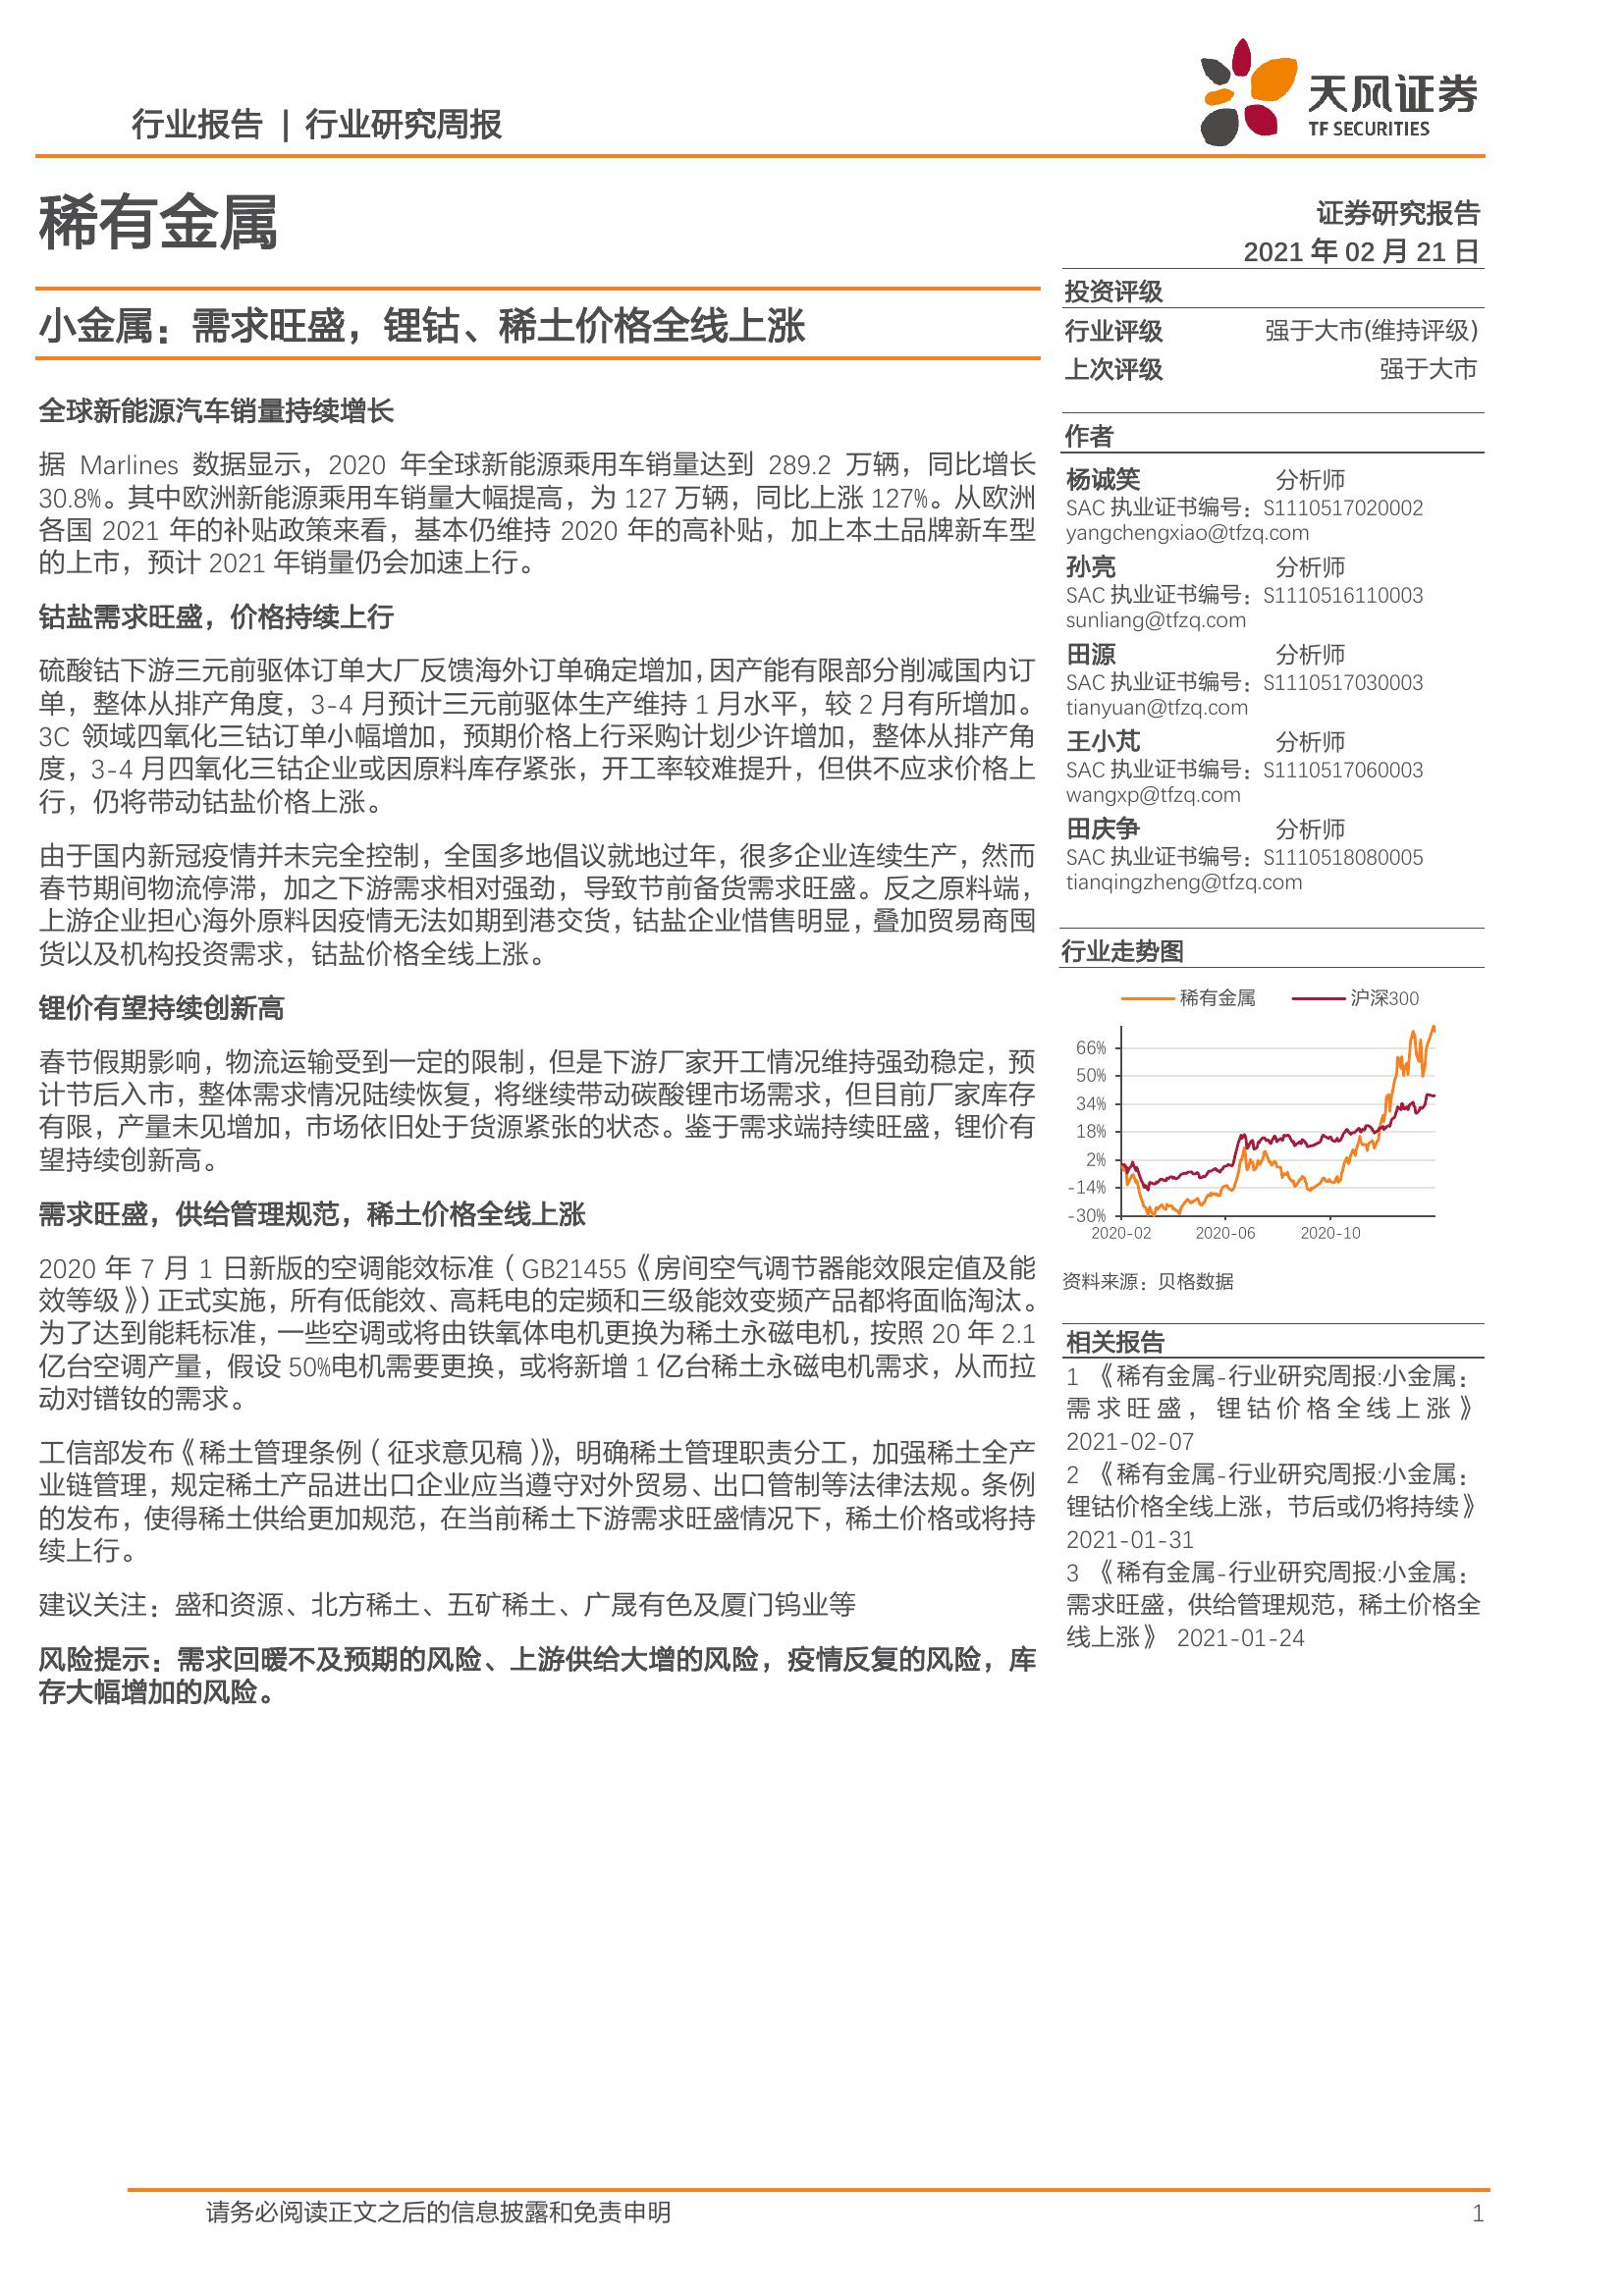 行业报告 | 行业研究周报
天风证券
TF SECURITIES
稀有金属
证券研究报告
2021 年 02 月 21 日
小金属：需求旺盛，锂钴、稀土价格全线上涨
全球新能源汽车销量持续增长
据 Marlines 数据显示，2020 年全球新能源乘用车销量达到 289.2 万辆，同比增长
30.8%。其中欧洲新能源乘用车销量大幅提高，为 127 万辆，同比上涨 127%。从欧洲
各国 2021 年的补贴政策来看，基本仍维持 2020 年的高补贴，加上本土品牌新车型
的上市，预计 2021 年销量仍会加速上行。
钴盐需求旺盛，价格持续上行
硫酸钴下游三元前驱体订单大厂反馈海外订单确定增加，因产能有限部分削减国内订
单，整体从排产角度，3-4 月预计三元前驱体生产维持 1 月水平，较 2 月有所增加。
3C 领域四氧化三钴订单小幅增加，预期价格上行采购计划少许增加，整体从排产角
度，3-4 月四氧化三钴企业或因原料库存紧张，开工率较难提升，但供不应求价格上
行，仍将带动钴盐价格上涨。
由于国内新冠疫情并未完全控制，全国多地倡议就地过年，很多企业连续生产，然而
春节期间物流停滞，加之下游需求相对强劲，导致节前备货需求旺盛。反之原料端，
上游企业担心海外原料因疫情无法如期到港交货，钴盐企业惜售明显，叠加贸易商囤
货以及机构投资需求，钴盐价格全线上涨。
锂价有望持续创新高
春节假期影响，物流运输受到一定的限制，但是下游厂家开工情况维持强劲稳定，预
计节后入市，整体需求情况陆续恢复，将继续带动碳酸锂市场需求，但目前厂家库存
有限，产量未见增加，市场依旧处于货源紧张的状态。鉴于需求端持续旺盛，锂价有
望持续创新高。
需求旺盛，供给管理规范，稀土价格全线上涨
2020 年 7 月 1 日新版的空调能效标准（GB21455《房间空气调节器能效限定值及能
效等级》）正式实施，所有低能效、高耗电的定频和三级能效变频产品都将面临淘汰。
为了达到能耗标准，一些空调或将由铁氧体电机更换为稀土永磁电机，按照 20 年 2.1
亿台空调产量，假设 50%电机需要更换，或将新增 1 亿台稀土永磁电机需求，从而拉
动对镨钕的需求。
工信部发布《稀土管理条例（征求意见稿）》，明确稀土管理职责分工，加强稀土全产
业链管理，规定稀土产品进出口企业应当遵守对外贸易、出口管制等法律法规。条例
的发布，使得稀土供给更加规范，在当前稀土下游需求旺盛情况下，稀土价格或将持
续上行。
建议关注：盛和资源、北方稀土、五矿稀土、广晟有色及厦门钨业等
风险提示：需求回暖不及预期的风险、上游供给大增的风险，疫情反复的风险，库
存大幅增加的风险。
投资评级
行业评级 强于大市(维持评级)
上次评级 强于大市
作者
杨诚笑 分析师
SAC 执业证书编号：S1110517020002
yangchengxiao@tfzq.com
孙亮 分析师
SAC 执业证书编号：S1110516110003
sunliang@tfzq.com
田源 分析师
SAC 执业证书编号：S1110517030003
tianyuan@tfzq.com
王小芃 分析师
SAC 执业证书编号：S1110517060003
wangxp@tfzq.com
田庆争 分析师
SAC 执业证书编号：S1110518080005
tianqingzheng@tfzq.com
行业走势图
稀有金属 沪深300
66%
50%
34%
18%
2%
-14%
-30%
2020-02 2020-06 2020-10
资料来源：贝格数据
相关报告
1 《稀有金属-行业研究周报:小金属：
需求旺盛，锂钴价格全线上涨》
2021-02-07
2 《稀有金属-行业研究周报:小金属：
锂钴价格全线上涨，节后或仍将持续》
2021-01-31
3 《稀有金属-行业研究周报:小金属：
需求旺盛，供给管理规范，稀土价格全
线上涨》 2021-01-24
请务必阅读正文之后的信息披露和免责申明 1